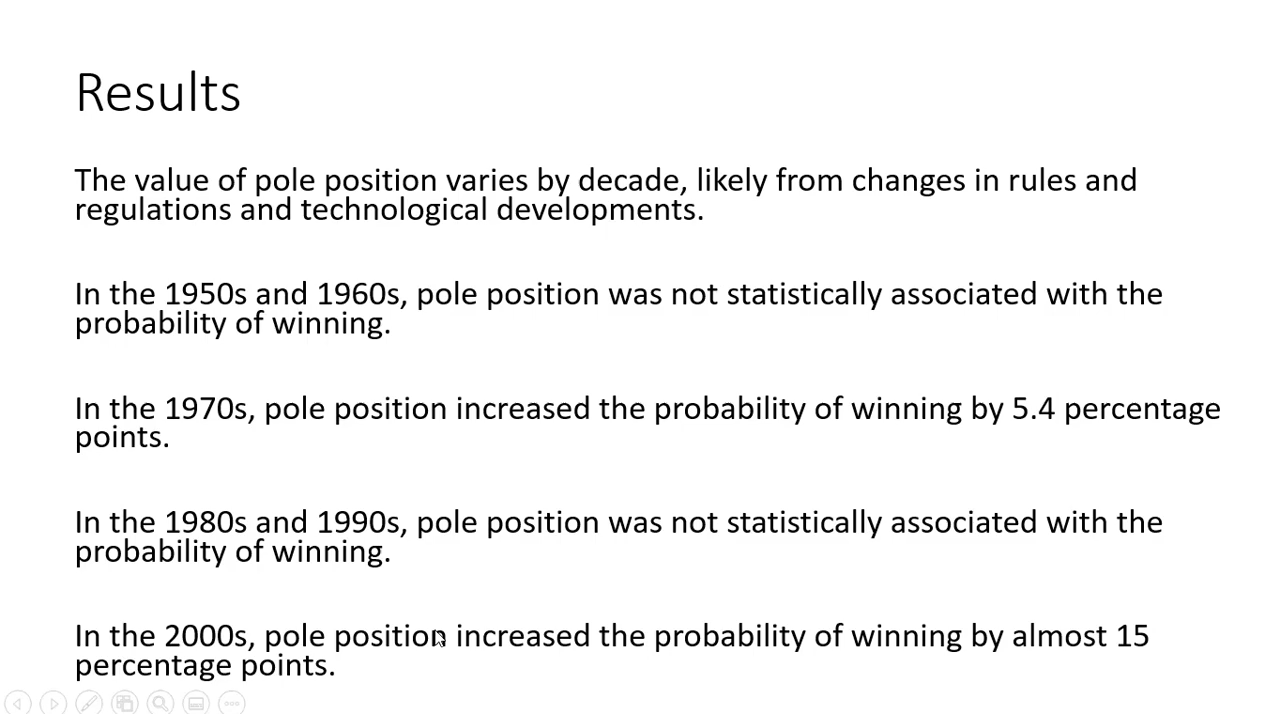 Results
The value of pole position varies by decade, likely from changes in rules and
regulations and technological developments.
In the 1950s and 1960s, pole position was not statistically associated with the
probability of winning.
In the 1970s, pole position increased the probability of winning by 5.4 percentage
points.
In the 1980s and 1990s, pole position was not statistically associated with the
probability of winning.
In the 2000s, pole position increased the probability of winning by almost 15
percentage points.